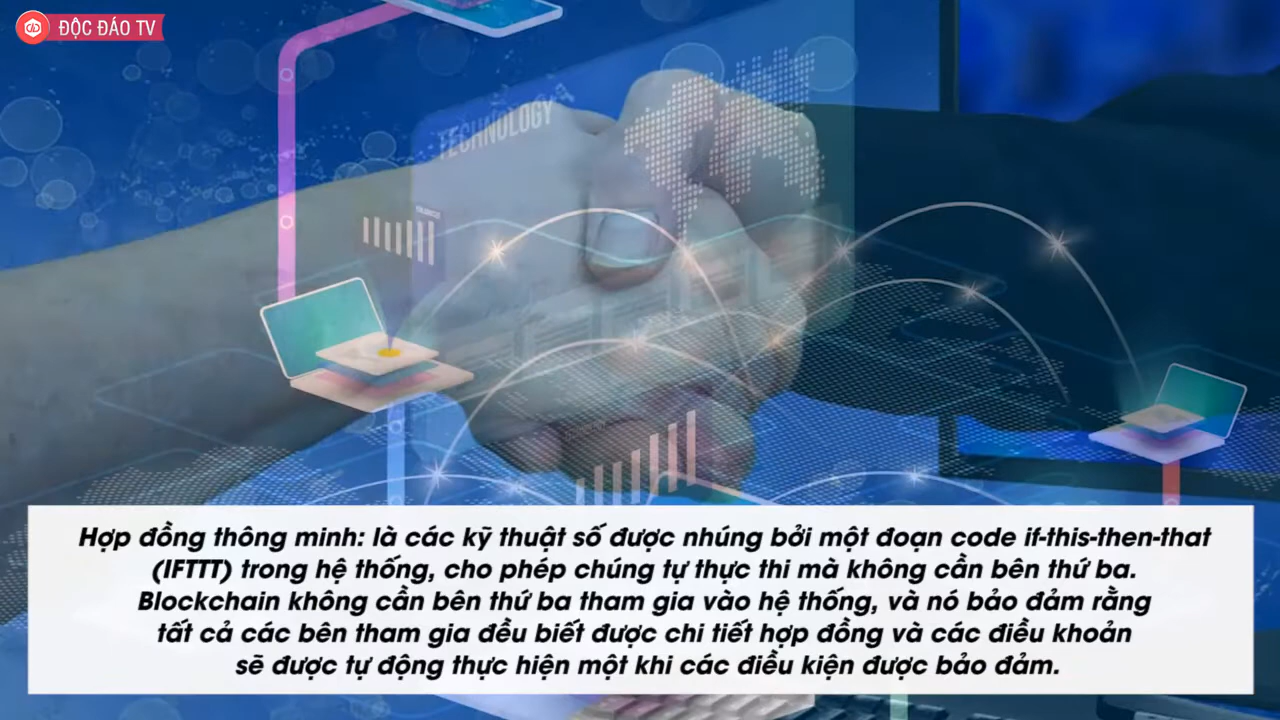 ĐỘC ĐÁO TV
TECHNOLOGY
Hợp đồng thông minh: là các kỹ thuật số được nhúng bởi một đoạn code if-this-then-that
(IFTTT) trong hệ thống, cho phép chúng tự thực thi mà không cần bên thứ ba.
Blockchain không cần bên thứ ba tham gia vào hệ thống, và nó bảo đảm rằng
tất cả các bên tham gia đều biết được chi tiết hợp đồng và các điều khoản
sẽ được tự động thực hiện một khi các điều kiện được bảo đảm.